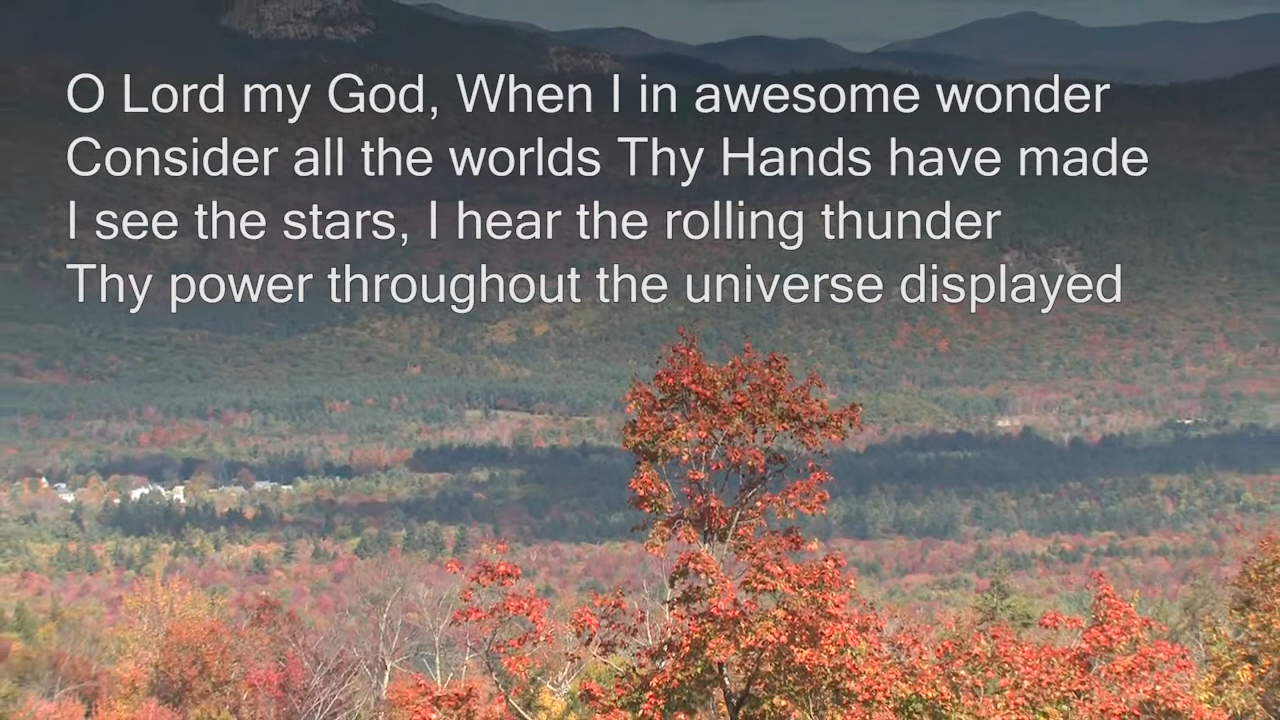 O Lord my God, When I in awesome wonder
Consider all the worlds Thy Hands have made
I see the stars, I hear the rolling thunder
Thy power throughout the universe displayed